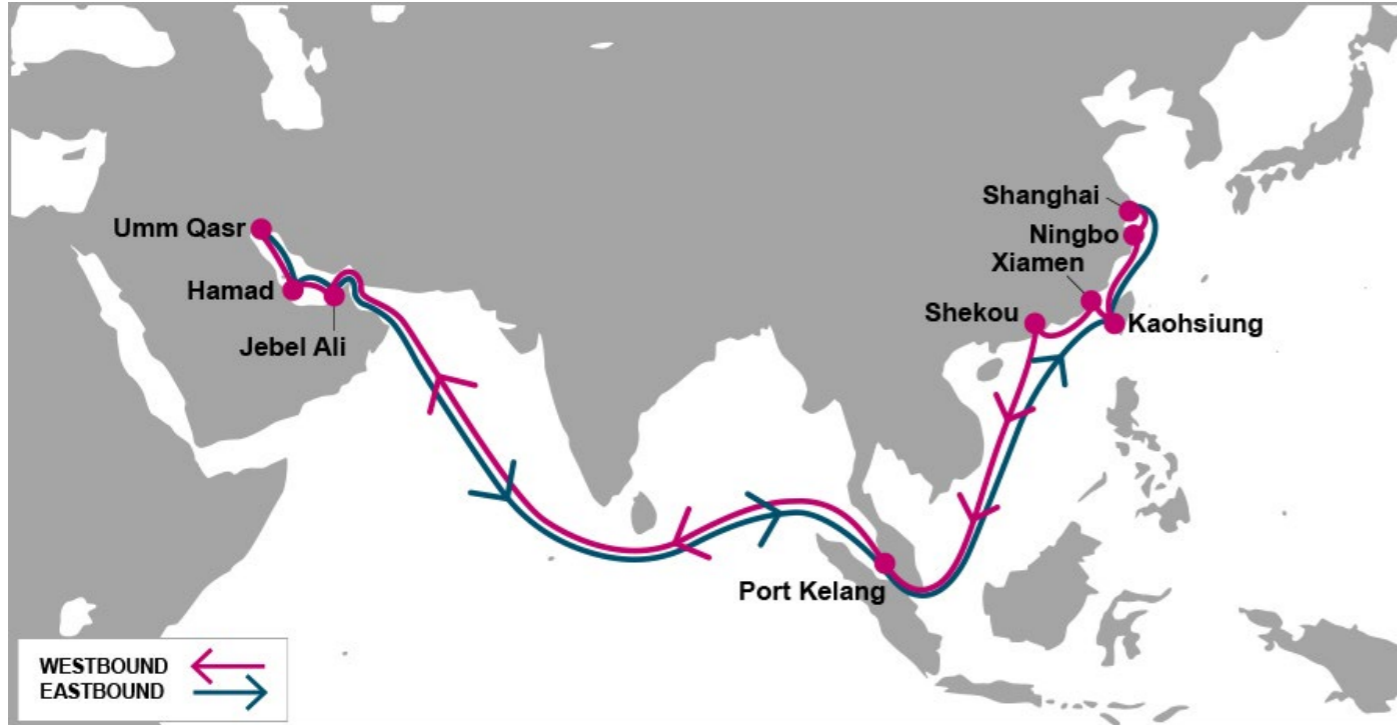 Shanghai
Umm Qasr
Ningbo
Xiamen
Hamad
Shekou
Kaohsiung
Jebel Ali
Port Kelang
WESTBOUND
EASTBOUND